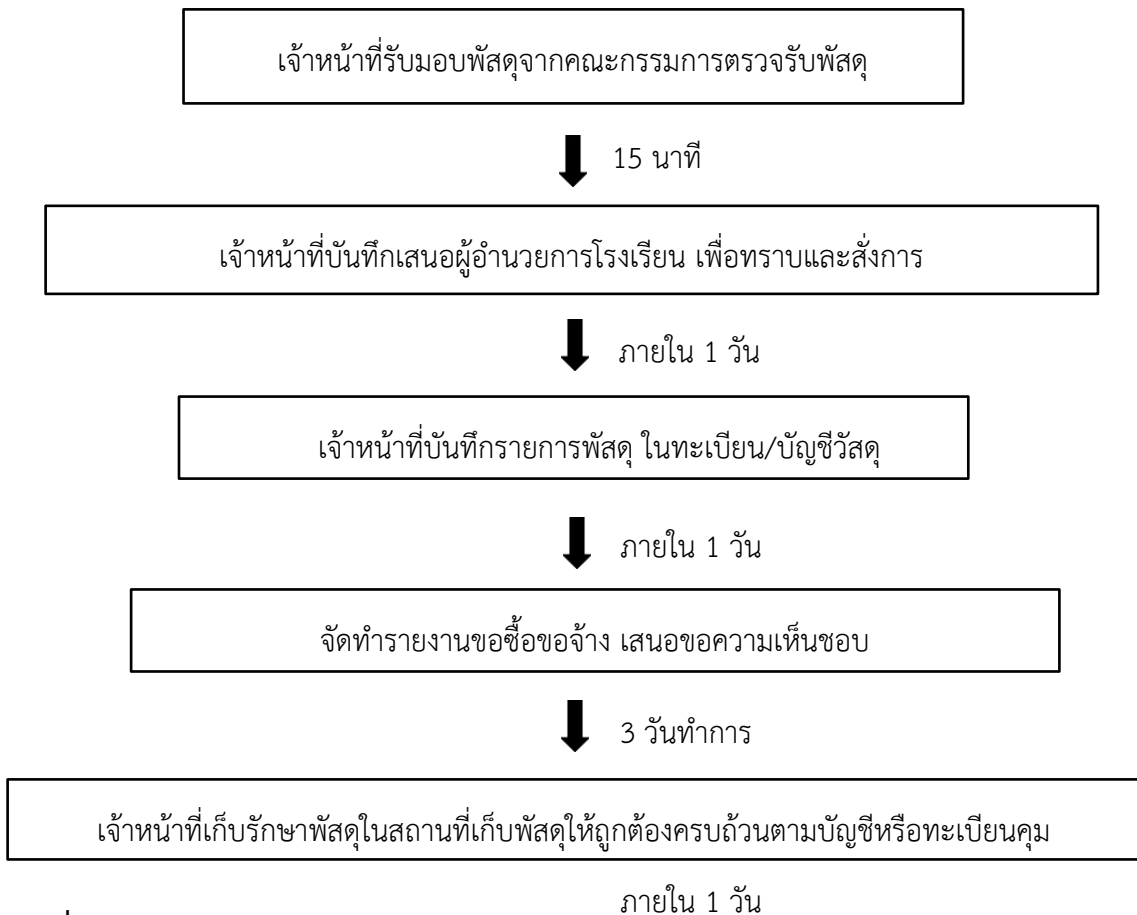 เจ้าหน้าที่รับมอบพัสดุจากคณะกรรมการตรวจรับพัสดุ
15 นาที
เจ้าหน้าที่บันทึกเสนอผู้อำนวยการโรงเรียน เพื่อทราบและสั่งการ
ภายใน 1 วัน
เจ้าหน้าที่บันทึกรายการพัสดุ ในทะเบียน/บัญชีวัสดุ
ภายใน 1 วัน
จัดทำรายงานขอซื้อขอจ้าง เสนอขอความเห็นชอบ
3 วันทำการ
เจ้าหน้าที่เก็บรักษาพัสดุในสถานที่เก็บพัสดุให้ถูกต้องครบถ้วนตามบัญชีหรือทะเบียนคุม
ภายใน 1 วัน